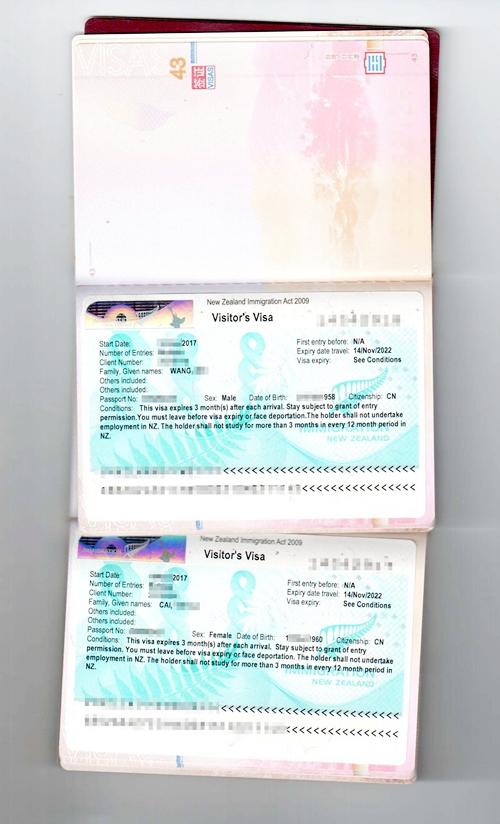 VISAS
43
签证
VISAS
43
43
New Zealand Immigration Act 2009
Visitor's Visa
Start Date: 2017 First entry before: N/A
Number of Entries: Expiry date travel: 14/Nov/2022
Client Number: Visa expiry: See Conditions
Family, Given names: WANG,
Others included:
Others included:
Passport No: Sex: Male Date of Birth: 958 Citizenship: CN
Conditions: This visa expires 3 month(s) after each arrival. Stay subject to grant of entry
permission.You must leave before visa expiry or face deportation.The holder shall not undertake
employment in NZ. The holder shall not study for more than 3 months in every 12 month period in
NZ.
IMMIGRATION
NEW ZEALAND
New Zealand Immigration Act 2009
Visitor's Visa
Start Date: 2017 First entry before: N/A
Number of Entries: Expiry date travel: 14/Nov/2022
Client Number: Visa expiry: See Conditions
Family, Given names: CAI,
Others included:
Others included:
Passport No: Sex: Female Date of Birth: 1 1960 Citizenship: CN
Conditions: This visa expires 3 month(s) after each arrival. Stay subject to grant of entry
permission. You must leave before visa expiry or face deportation. The holder shall not undertake
employment in NZ. The holder shall not study for more than 3 months in every 12 month period in
NZ.
IMMIGRATION
NEW ZEALAND